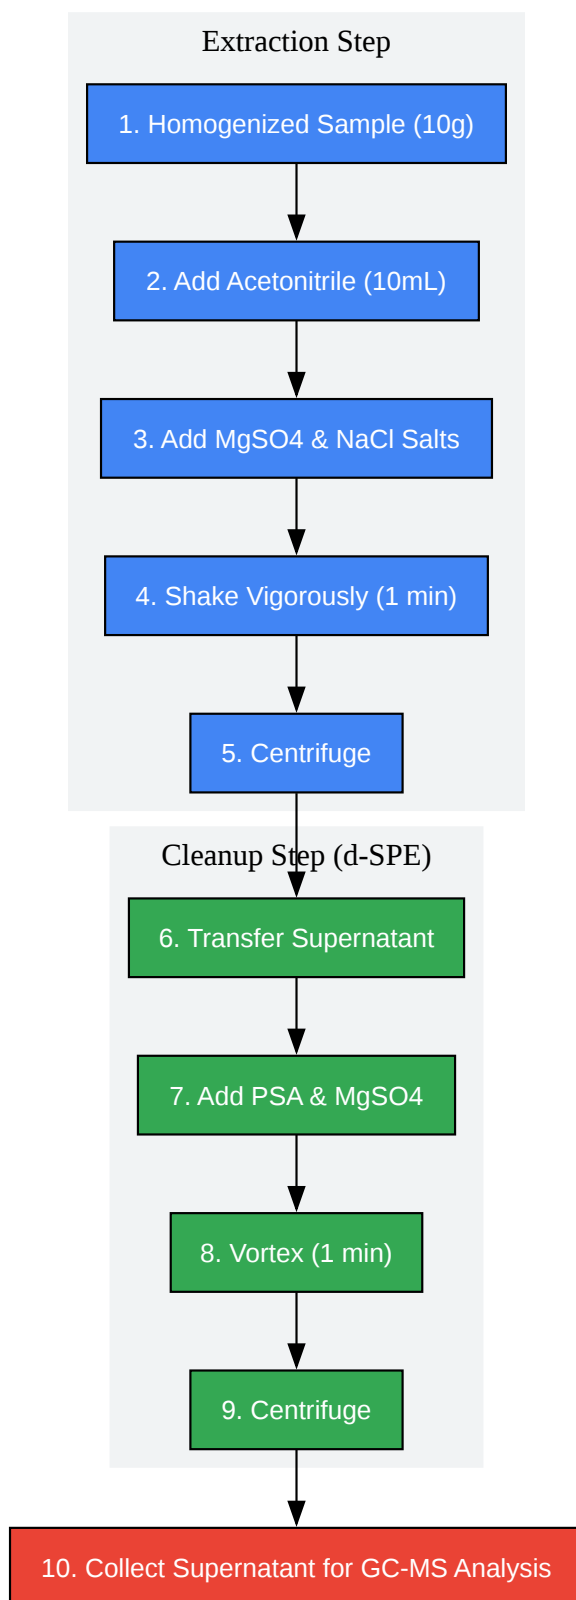 Extraction Step
1. Homogenized Sample (10g)
2. Add Acetonitrile (10mL)
3. Add MgSO4 & NaCl Salts
4. Shake Vigorously (1 min)
5. Centrifuge
Cleanup Step (d-SPE)
6. Transfer Supernatant
7. Add PSA & MgSO4
8. Vortex (1 min)
9. Centrifuge
10. Collect Supernatant for GC-MS Analysis